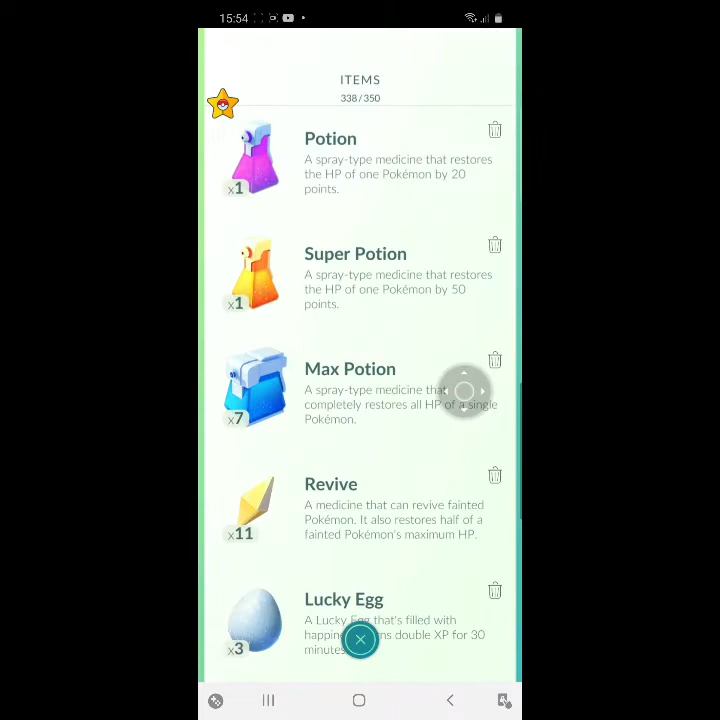 15:54
ITEMS
338/350
Potion
A spray-type medicine that restores
the HP of one Pokémon by 20
points.
x1
Super Potion
A spray-type medicine that restores
the HP of one Pokémon by 50
points.
x1
Max Potion
A spray-type medicine that
completely restores all HP of a single
Pokémon.
x7
Revive
A medicine that can revive fainted
Pokémon. It also restores half of a
fainted Pokémon's maximum HP.
x11
Lucky Egg
A Lucky Egg that's filled with
double XP for 30
x3